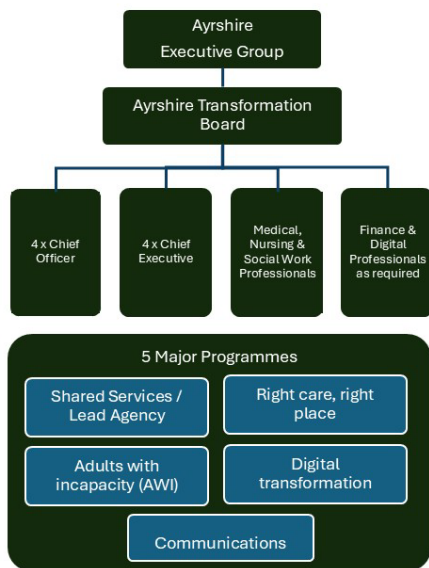 Ayrshire
Executive Group
Ayrshire Transformation
Board
4 x Chief
Officer
4 x Chief
Executive
Medical,
Nursing &
Social Work
Professionals
Finance &
Digital
Professionals
as required
5 Major Programmes
Shared Services /
Lead Agency
Right care, right
place
Adults with
incapacity (AWI)
Digital
transformation
Communications